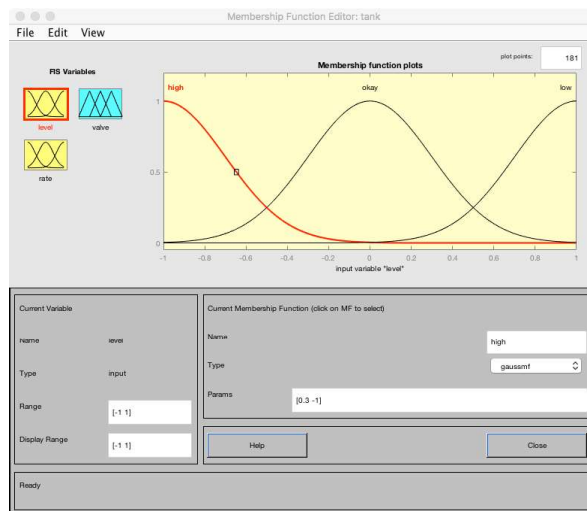 Membership Function Editor: tank
File Edit View
FIS Variables
level
valve
rate
Membership function plots
plot points:
181
high
okay
low
1
0.5
0
-1 -0.8 -0.6 -0.4 -0.2 0 0.2 0.4 0.6 0.8 1
input variable "level"
Current Variable
Name level
Type input
Range [-1 1]
Display Range [-1 1]
Current Membership Function (click on MF to select)
Name high
Type gaussmf
Params [0.3 -1]
Help
Close
Ready